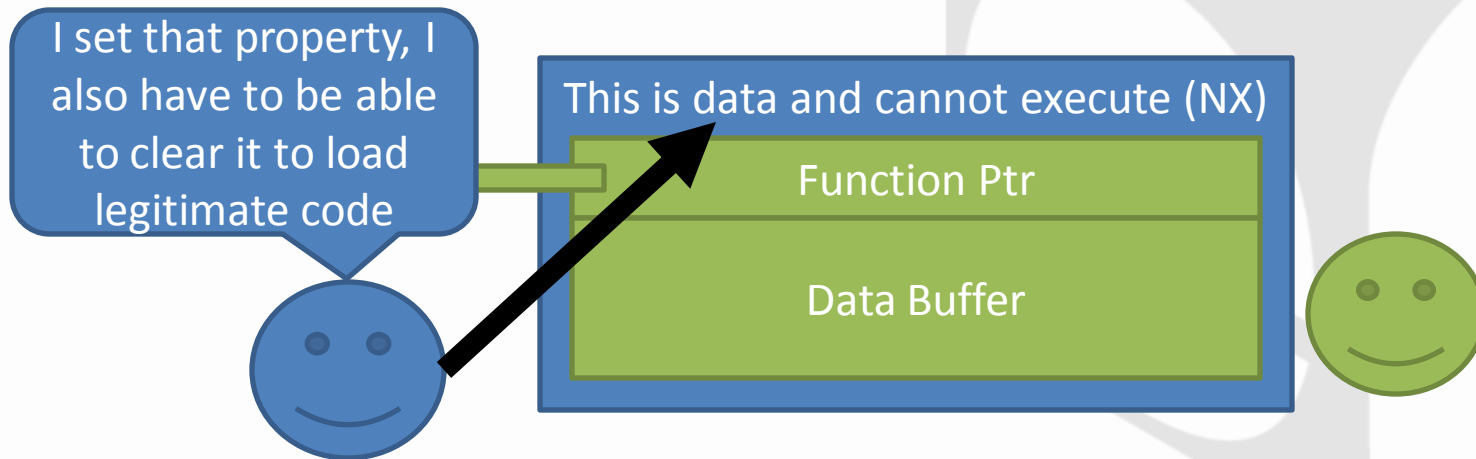 I set that property, I
also have to be able
to clear it to load
legitimate code
This is data and cannot execute (NX)
Function Ptr
Data Buffer